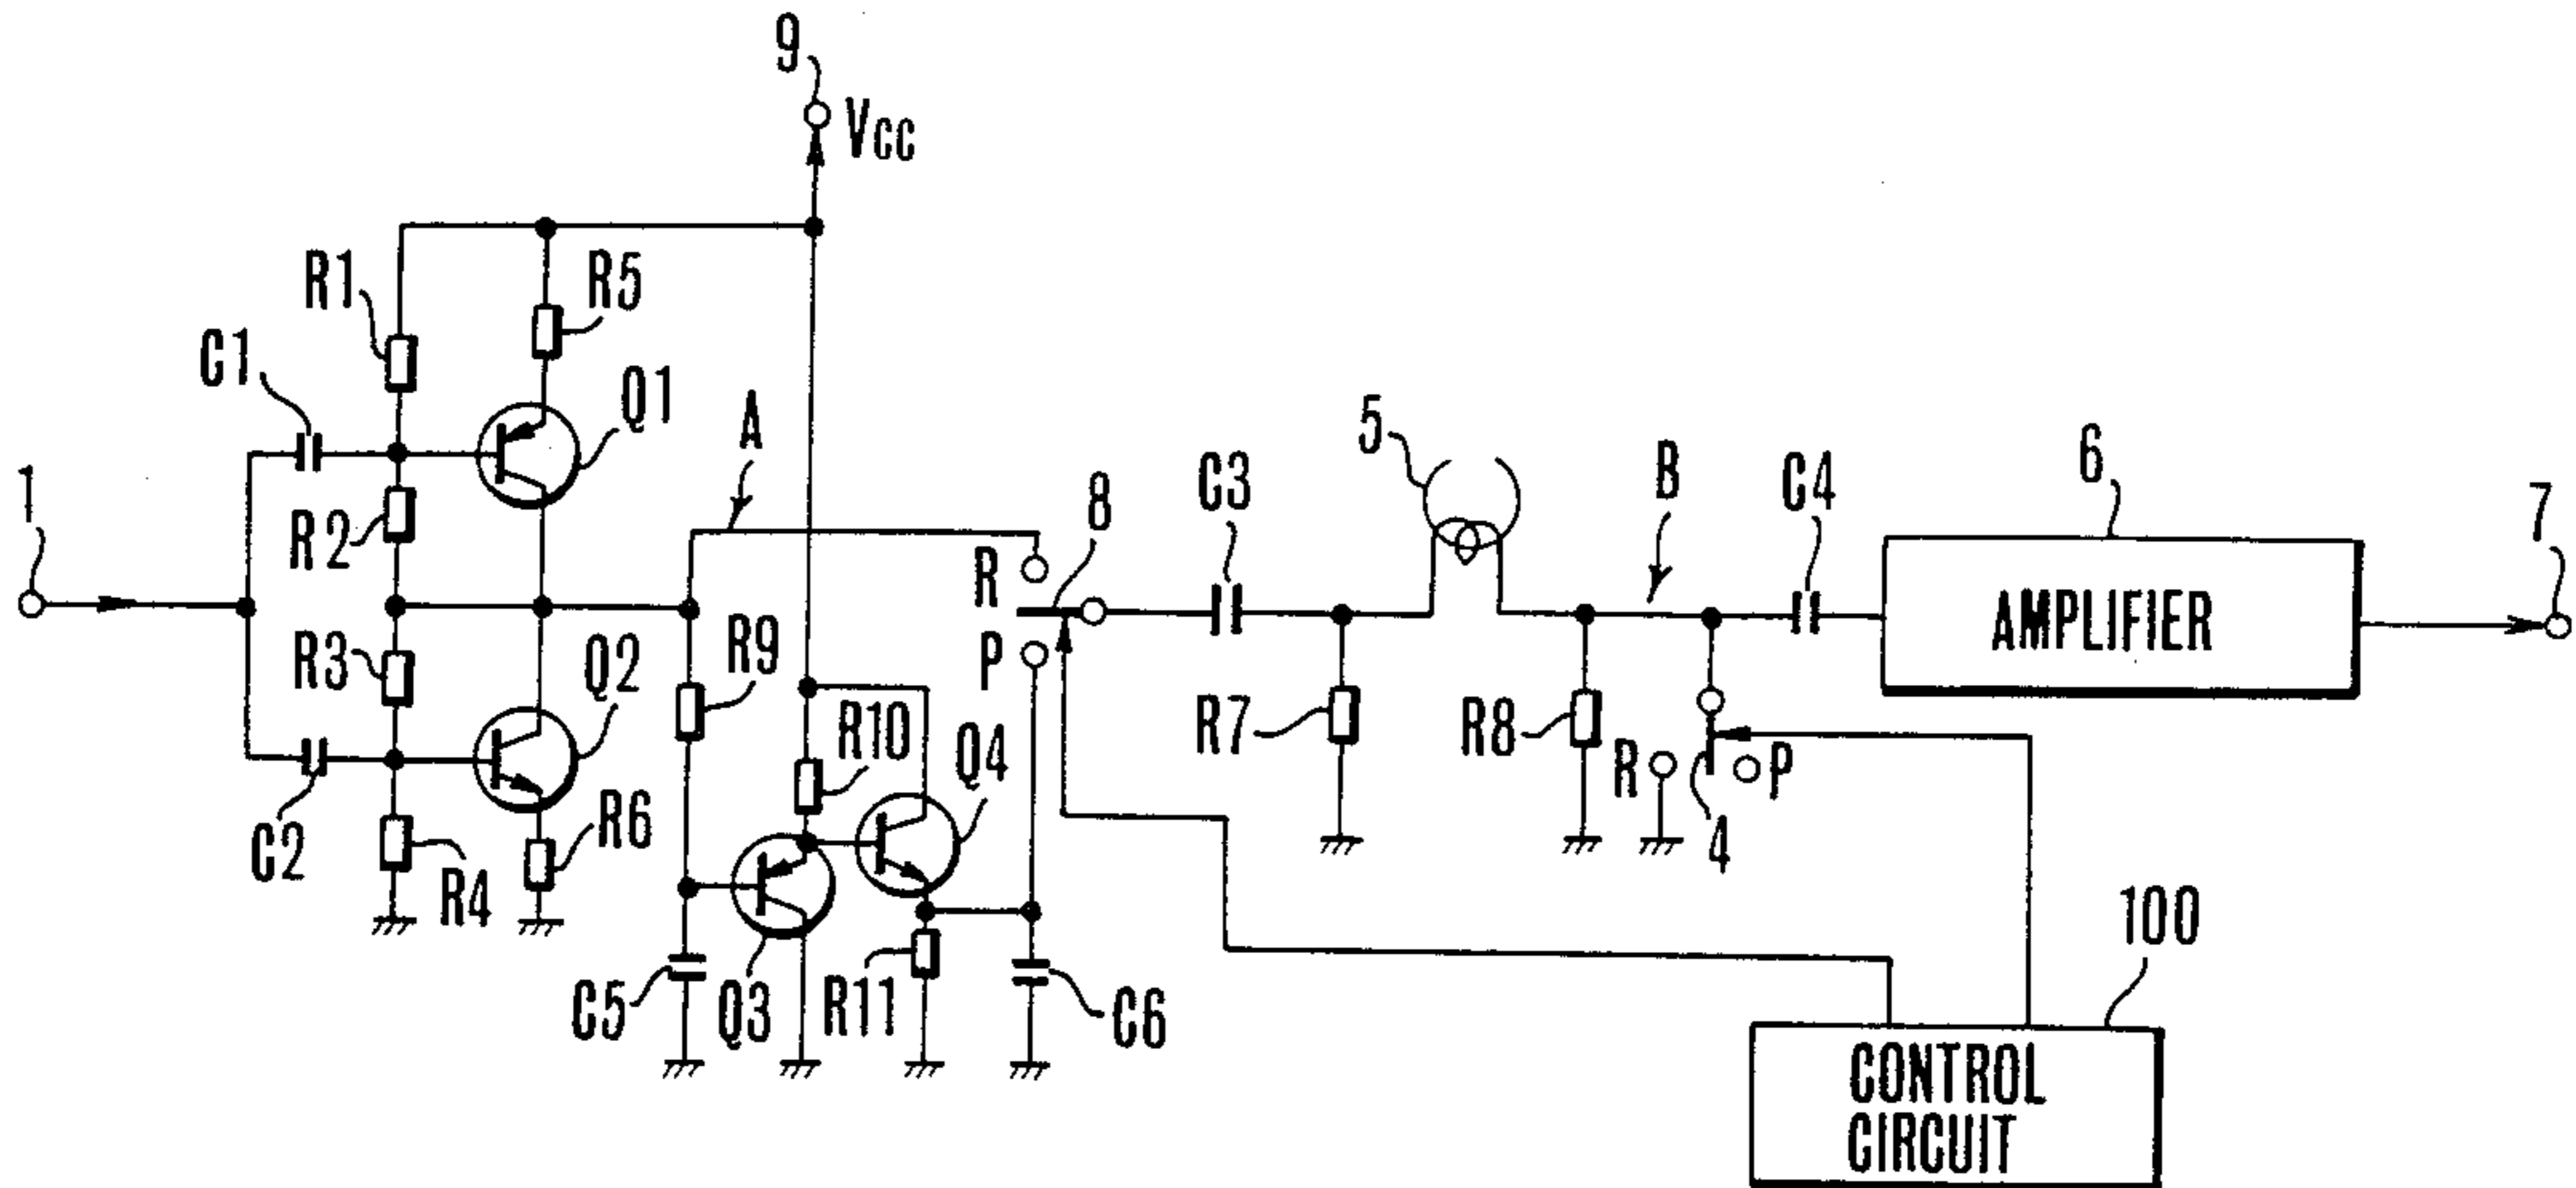 9
Vcc
R1
R5
C1
Q1
A
5
6
1
R2
8
C3
B
C4
7
R
AMPLIFIER
R3
Q2
R9
P
R10
R7
R8
Q4
R
P
C2
R6
4
R4
100
C5
Q3
R11
C6
CONTROL
CIRCUIT